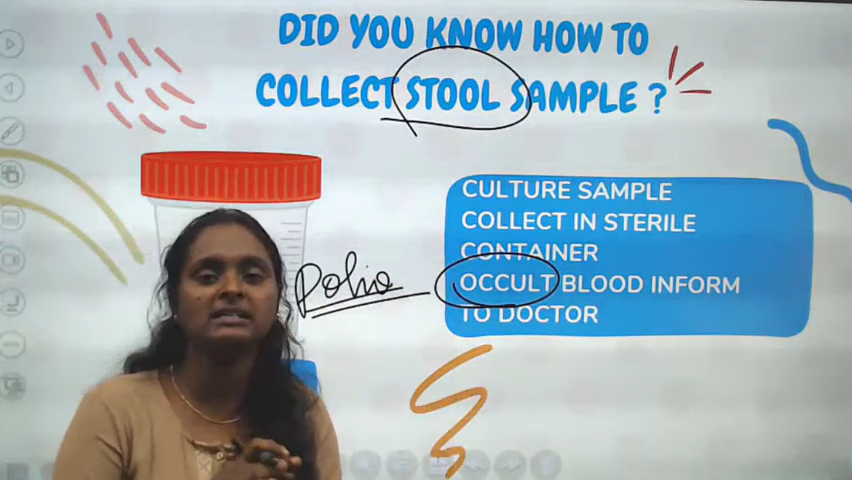 DID YOU KNOW HOW TO
COLLECT STOOL SAMPLE ?
CULTURE SAMPLE
COLLECT IN STERILE
CONTAINER
Polio
OCCULT BLOOD INFORM
TO DOCTOR